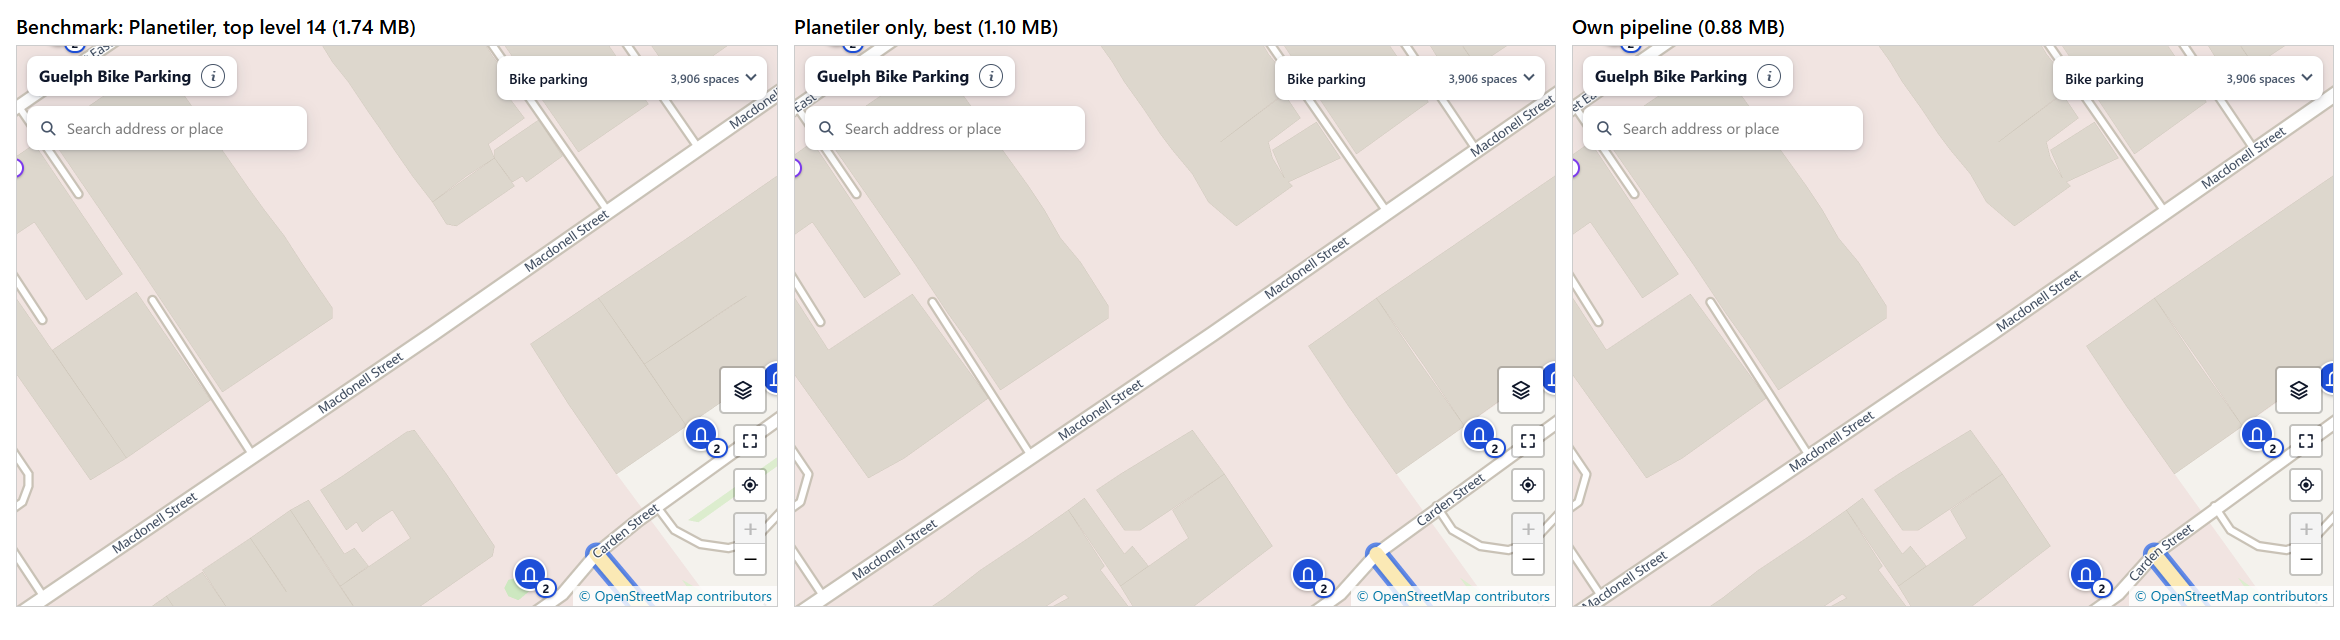 Benchmark: Planetiler, top level 14 (1.74 MB)
2
East
Guelph Bike Parking i
Bike parking 3,906 spaces
Search address or place
Macdonell
Macdonell Street
Macdonell Street
Macdonell Street
2
Carden Street
2
+
−
© OpenStreetMap contributors
Planetiler only, best (1.10 MB)
2
East
Guelph Bike Parking i
Bike parking 3,906 spaces
Search address or place
Macdonell Street
Macdonell Street
Macdonell Street
Macdonell Street
2
Carden Street
2
+
−
© OpenStreetMap contributors
Own pipeline (0.88 MB)
2
Guelph Bike Parking i
Bike parking 3,906 spaces
Search address or place
Macdonell Street
Macdonell Street
Macdonell Street
Macdonell Street
2
Carden Street
2
+
−
© OpenStreetMap contributors